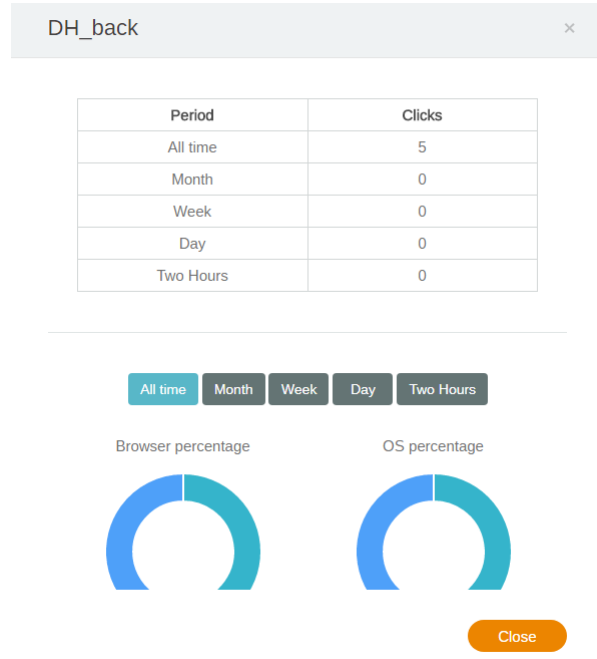 DH_back ×
Period Clicks
All time 5
Month 0
Week 0
Day 0
Two Hours 0
All time Month Week Day Two Hours
Browser percentage OS percentage
Close